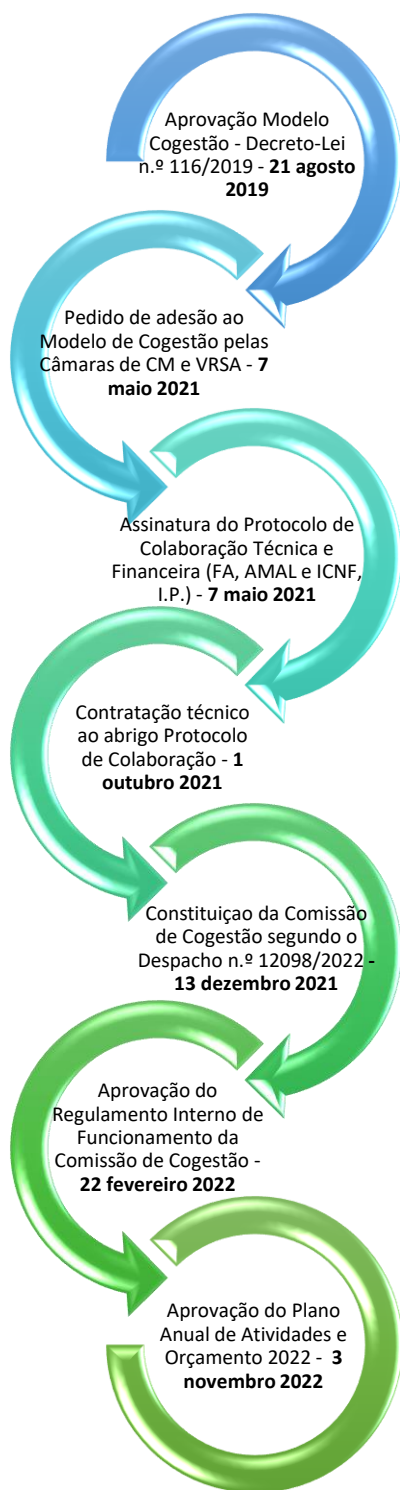 Aprovação Modelo
Cogestão - Decreto-Lei
n.º 116/2019 - 21 agosto
2019
Pedido de adesão ao
Modelo de Cogestão pelas
Câmaras de CM e VRSA - 7
maio 2021
Assinatura do Protocolo de
Colaboração Técnica e
Financeira (FA, AMAL e ICNF,
I.P.) - 7 maio 2021
Contratação técnico
ao abrigo Protocolo
de Colaboração - 1
outubro 2021
Constituiçao da Comissão
de Cogestão segundo o
Despacho n.º 12098/2022 -
13 dezembro 2021
Aprovação do
Regulamento Interno de
Funcionamento da
Comissão de Cogestão -
22 fevereiro 2022
Aprovação do Plano
Anual de Atividades e
Orçamento 2022 - 3
novembro 2022